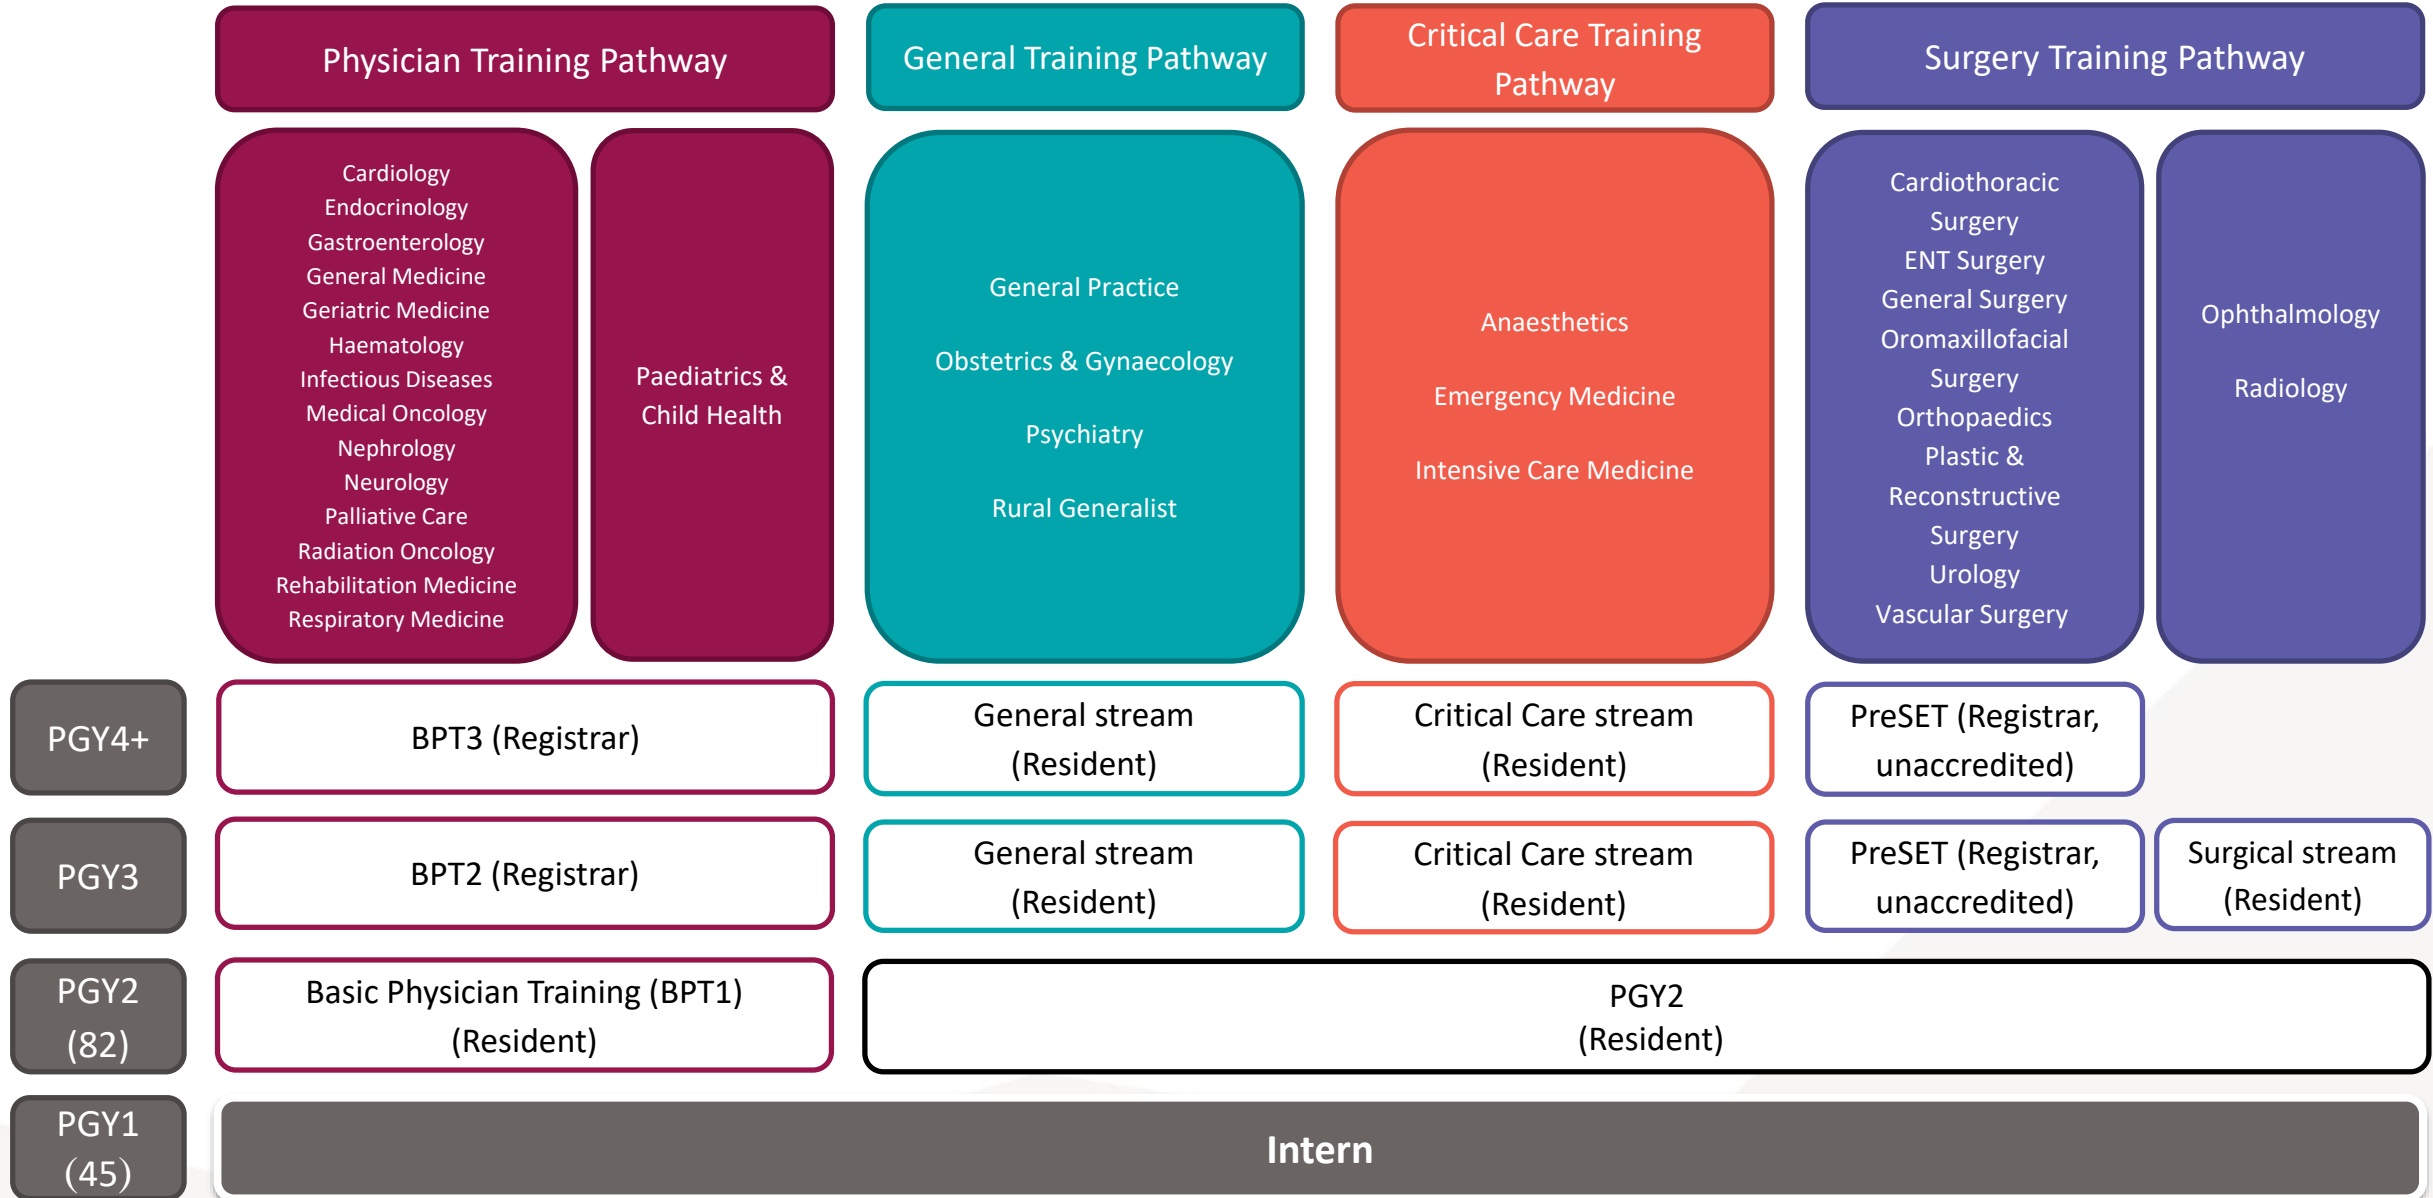 Physician Training Pathway
General Training Pathway
Critical Care Training
Pathway
Surgery Training Pathway
Cardiology
Endocrinology
Gastroenterology
General Medicine
Geriatric Medicine
Haematology
Infectious Diseases
Medical Oncology
Nephrology
Neurology
Palliative Care
Radiation Oncology
Rehabilitation Medicine
Respiratory Medicine
Paediatrics &
Child Health
General Practice
Obstetrics & Gynaecology
Psychiatry
Rural Generalist
Anaesthetics
Emergency Medicine
Intensive Care Medicine
Cardiothoracic
Surgery
ENT Surgery
General Surgery
Oromaxillofacial
Surgery
Orthopaedics
Plastic &
Reconstructive
Surgery
Urology
Vascular Surgery
Ophthalmology
Radiology
PGY4+
BPT3 (Registrar)
General stream
(Resident)
Critical Care stream
(Resident)
PreSET (Registrar,
unaccredited)
PGY3
BPT2 (Registrar)
General stream
(Resident)
Critical Care stream
(Resident)
PreSET (Registrar,
unaccredited)
Surgical stream
(Resident)
PGY2
(82)
Basic Physician Training (BPT1)
(Resident)
PGY2
(Resident)
PGY1
(45)
Intern